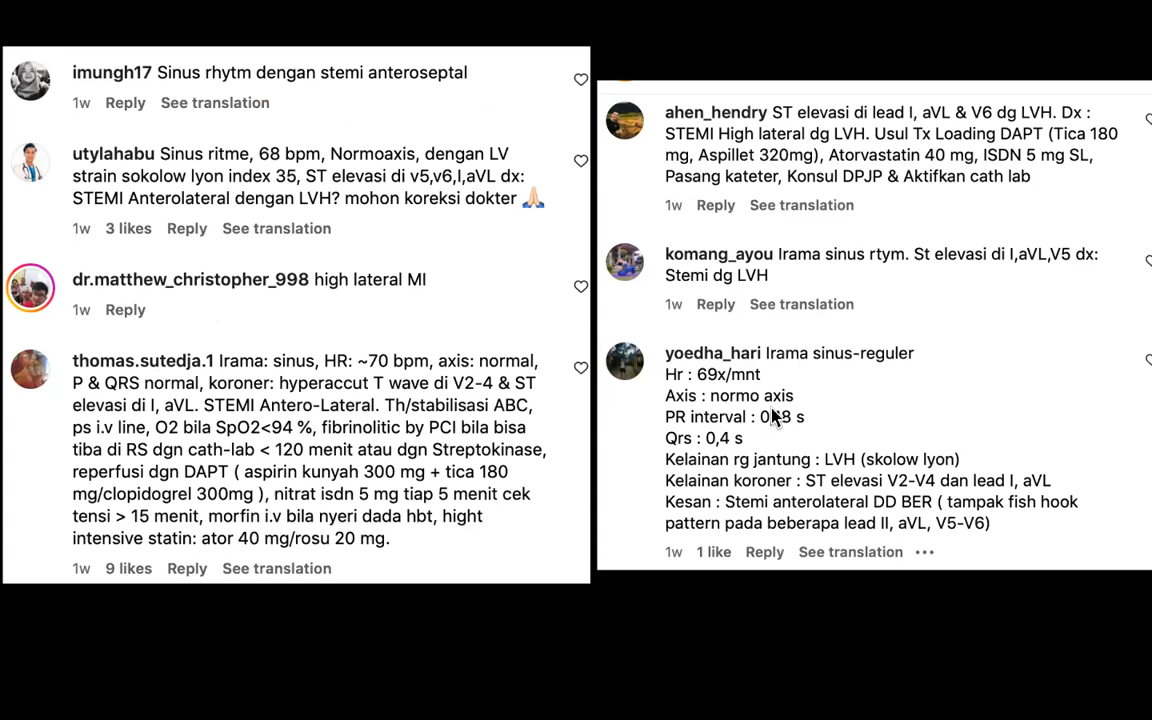 imungh17 Sinus rhytm dengan stemi anteroseptal
1w Reply See translation
utylahabu Sinus ritme, 68 bpm, Normoaxis, dengan LV
strain sokolow lyon index 35, ST elevasi di v5,v6,I,aVL dx:
STEMI Anterolateral dengan LVH? mohon koreksi dokter 🙏🏻
1w 3 likes Reply See translation
dr.matthew_christopher_998 high lateral MI
1w Reply
thomas.sutedja.1 Irama: sinus, HR: ~70 bpm, axis: normal,
P & QRS normal, koroner: hyperaccut T wave di V2-4 & ST
elevasi di I, aVL. STEMI Antero-Lateral. Th/stabilisasi ABC,
ps i.v line, O2 bila SpO2<94 %, fibrinolitic by PCI bila bisa
tiba di RS dgn cath-lab < 120 menit atau dgn Streptokinase,
reperfusi dgn DAPT ( aspirin kunyah 300 mg + tica 180
mg/clopidogrel 300mg ), nitrat isdn 5 mg tiap 5 menit cek
tensi > 15 menit, morfin i.v bila nyeri dada hbt, hight
intensive statin: ator 40 mg/rosu 20 mg.
1w 9 likes Reply See translation
ahen_hendry ST elevasi di lead I, aVL & V6 dg LVH. Dx :
STEMI High lateral dg LVH. Usul Tx Loading DAPT (Tica 180
mg, Aspillet 320mg), Atorvastatin 40 mg, ISDN 5 mg SL,
Pasang kateter, Konsul DPJP & Aktifkan cath lab
1w Reply See translation
komang_ayou Irama sinus rtym. St elevasi di I,aVL,V5 dx:
Stemi dg LVH
1w Reply See translation
yoedha_hari Irama sinus-reguler
Hr : 69x/mnt
Axis : normo axis
PR interval : s
Qrs : 0,4 s
Kelainan rg jantung : LVH (skolow lyon)
Kelainan koroner : ST elevasi V2-V4 dan lead I, aVL
Kesan : Stemi anterolateral DD BER ( tampak fish hook
pattern pada beberapa lead II, aVL, V5-V6)
1w 1 like Reply See translation •••